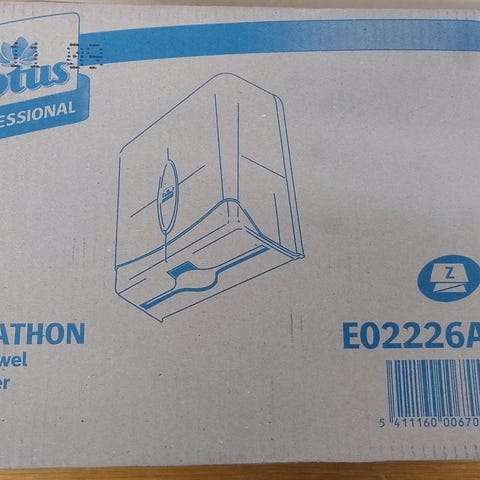 otus
ESSIONAL
Z
ATHON
wel
er
E02226A
5 411160 00670